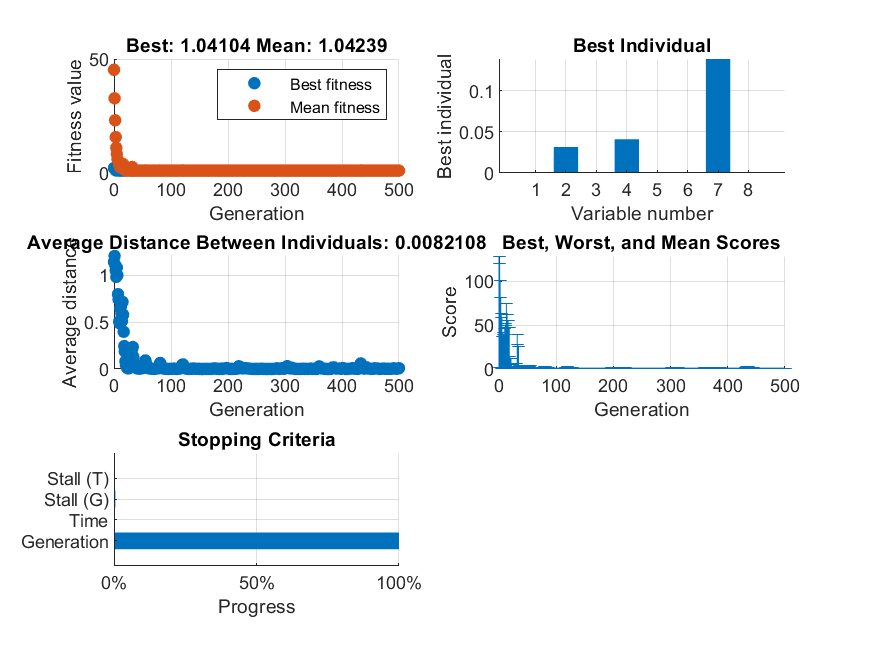 Best: 1.04104 Mean: 1.04239
Fitness value
50
0
Best fitness
Mean fitness
0 100 200 300 400 500
Generation
Best Individual
Best individual
0.1
0.05
0
1 2 3 4 5 6 7 8
Variable number
Average Distance Between Individuals: 0.0082108
Average distance
1
0.5
0
0 100 200 300 400 500
Generation
Best, Worst, and Mean Scores
Score
100
50
0
0 100 200 300 400 500
Generation
Stopping Criteria
Stall (T)
Stall (G)
Time
Generation
0% 50% 100%
Progress